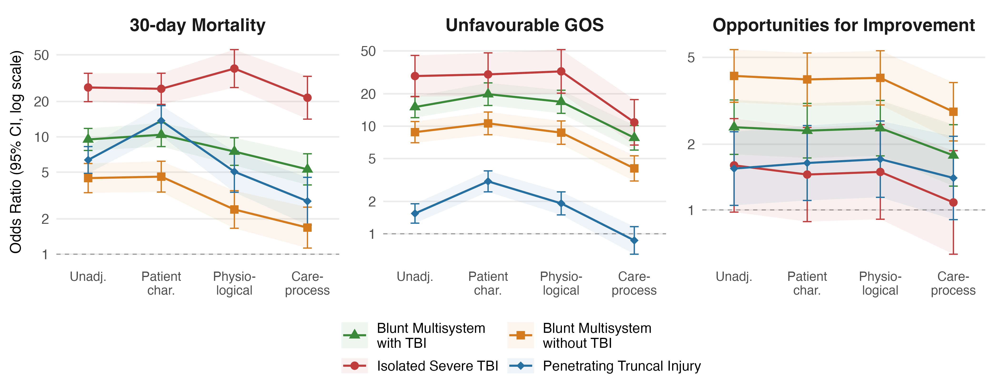 30-day Mortality
Unfavourable GOS
Opportunities for Improvement
Odds Ratio (95% CI, log scale)
50
20
10
5
2
1
Unadj.
Patient
char.
Physio-
logical
Care-
process
50
20
10
5
2
1
Unadj.
Patient
char.
Physio-
logical
Care-
process
5
2
1
Unadj.
Patient
char.
Physio-
logical
Care-
process
Blunt Multisystem
with TBI
Blunt Multisystem
without TBI
Isolated Severe TBI
Penetrating Truncal Injury